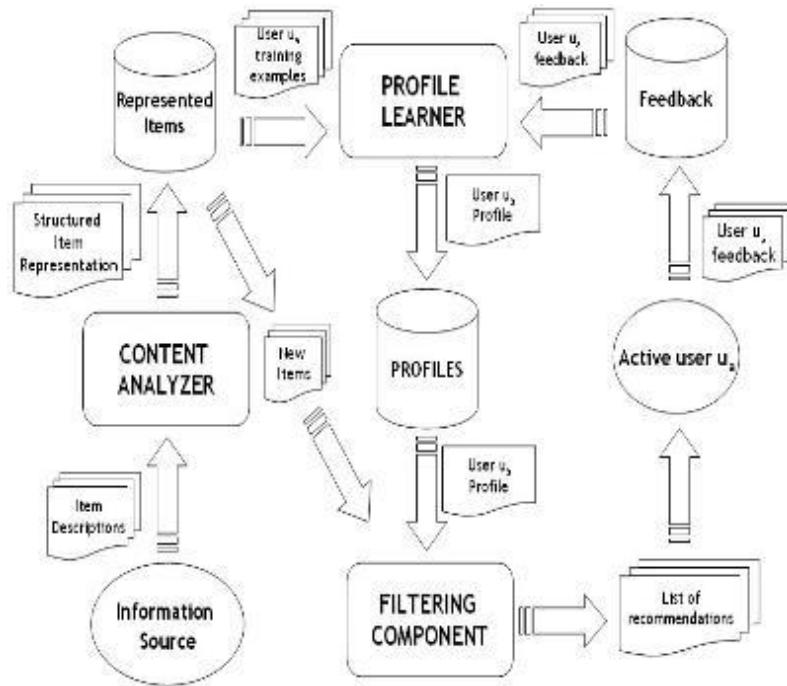 User u
training
examples
User u
feedback
Represented
Items
PROFILE
LEARNER
Feedback
Structured
Item
Representation
User u a
Profile
User u
feedback
CONTENT
ANALYZER
New
Items
PROFILES
Active user u a
Item
Descriptions
User u
Profile
Information
Source
FILTERING
COMPONENT
List of
recommendations